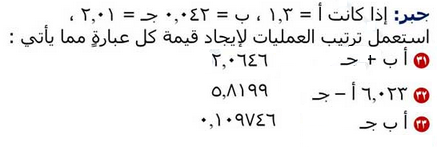 جبر: إذا كانت أ = ١,٣ ، ب = ٠,٠٤٢ جـ = ٢,٠١ ،
استعمل ترتيب العمليات لإيجاد قيمة كل عبارةٍ مما يأتي :
٣١ أ ب + جـ ٢,٠٦٤٦
٣٢ ٦,٠٢٣ أ – جـ ٥,٨١٩٩
٣٣ أ ب جـ ٠,١٠٩٧٤٦